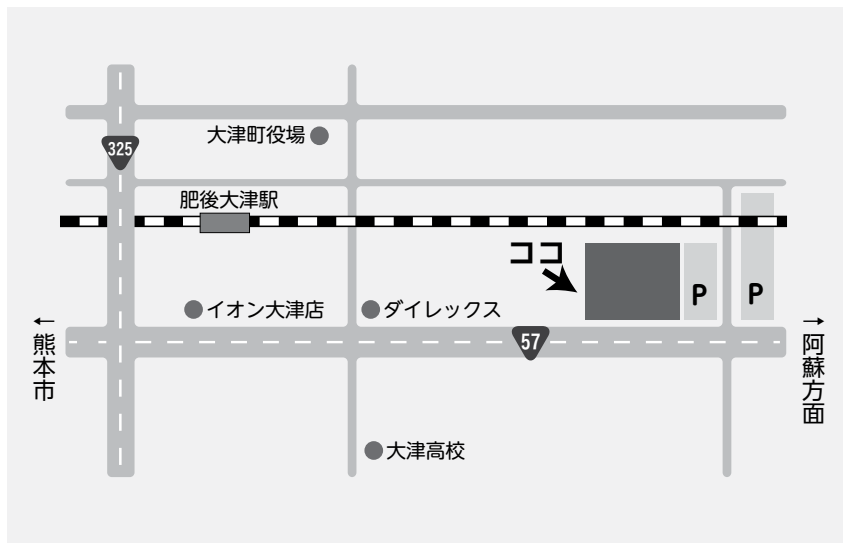 大津町役場
325
肥後大津駅
ココ
P
P
イオン大津店
ダイレックス
57
←熊本市
→阿蘇方面
大津高校